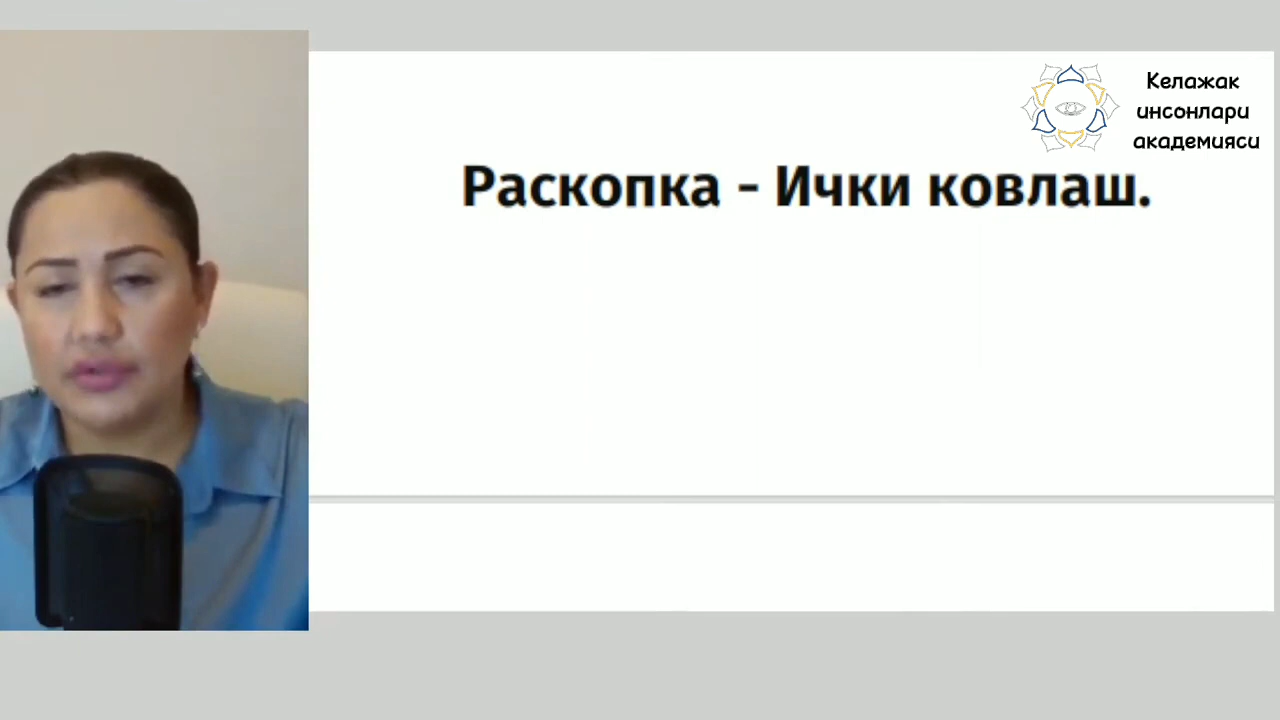 Келажак
инсонлари
академияси
Раскопка - Ички ковлаш.